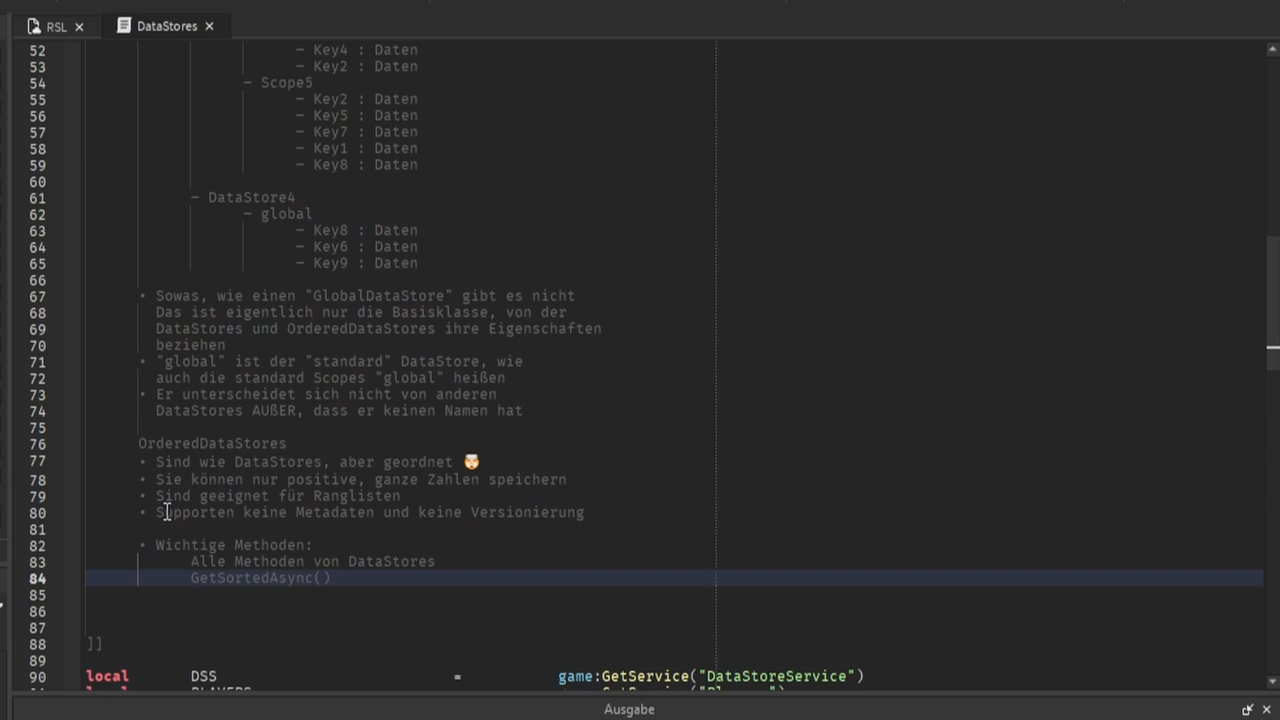 RSL
DataStores
52 – Key4 : Daten
53 – Key2 : Daten
54 – Scope5
55 – Key2 : Daten
56 – Key5 : Daten
57 – Key7 : Daten
58 – Key1 : Daten
59 – Key8 : Daten
60
61 – DataStore4
62 – global
63 – Key8 : Daten
64 – Key6 : Daten
65 – Key9 : Daten
66
67 • Sowas, wie einen "GlobalDataStore" gibt es nicht
68 Das ist eigentlich nur die Basisklasse, von der
69 DataStores und OrderedDataStores ihre Eigenschaften
70 beziehen
71 • "global" ist der "standard" DataStore, wie
72 auch die standard Scopes "global" heißen
73 • Er unterscheidet sich nicht von anderen
74 DataStores AUßER, dass er keinen Namen hat
75
76 OrderedDataStores
77 • Sind wie DataStores, aber geordnet 🤯
78 • Sie können nur positive, ganze Zahlen speichern
79 • Sind geeignet für Ranglisten
80 • Supporten keine Metadaten und keine Versionierung
81
82 • Wichtige Methoden:
83 Alle Methoden von DataStores
84 GetSortedAsync()
85
86
87
88 ]]
89
90 local DSS = game:GetService("DataStoreService")
Ausgabe